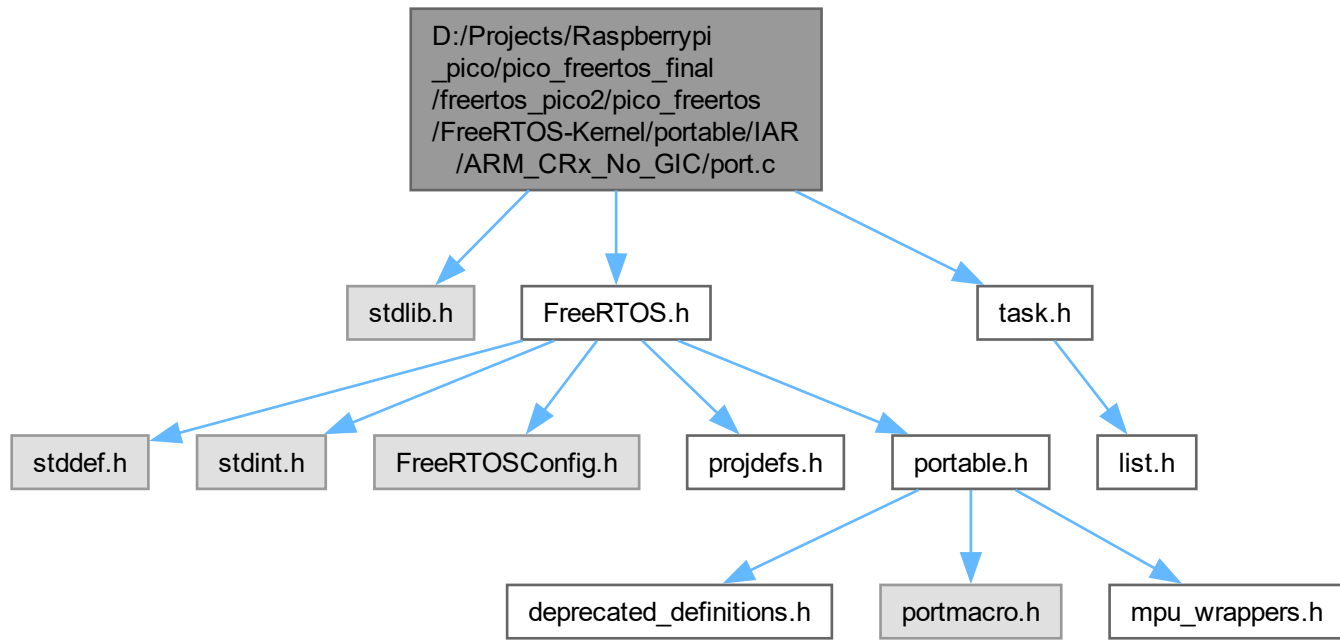 D:/Projects/Raspberrypi
_pico/pico_freertos_final
/freertos_pico2/pico_freertos
/FreeRTOS-Kernel/portable/IAR
/ARM_CRx_No_GIC/port.c
stdlib.h
FreeRTOS.h
task.h
stddef.h
stdint.h
FreeRTOSConfig.h
projdefs.h
portable.h
list.h
deprecated_definitions.h
portmacro.h
mpu_wrappers.h